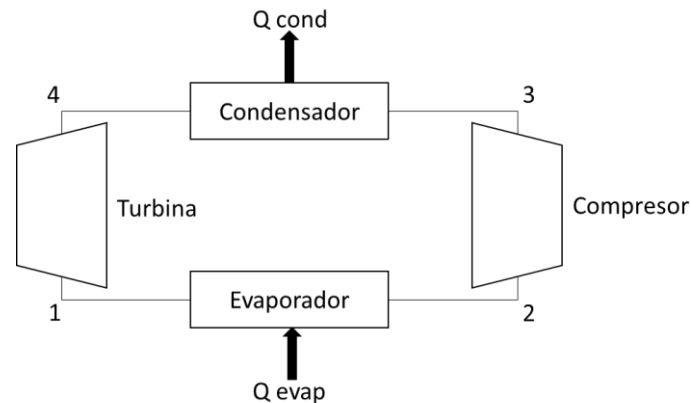 Q cond
4
Condensador
3
Turbina
Compresor
1
Evaporador
2
Q evap